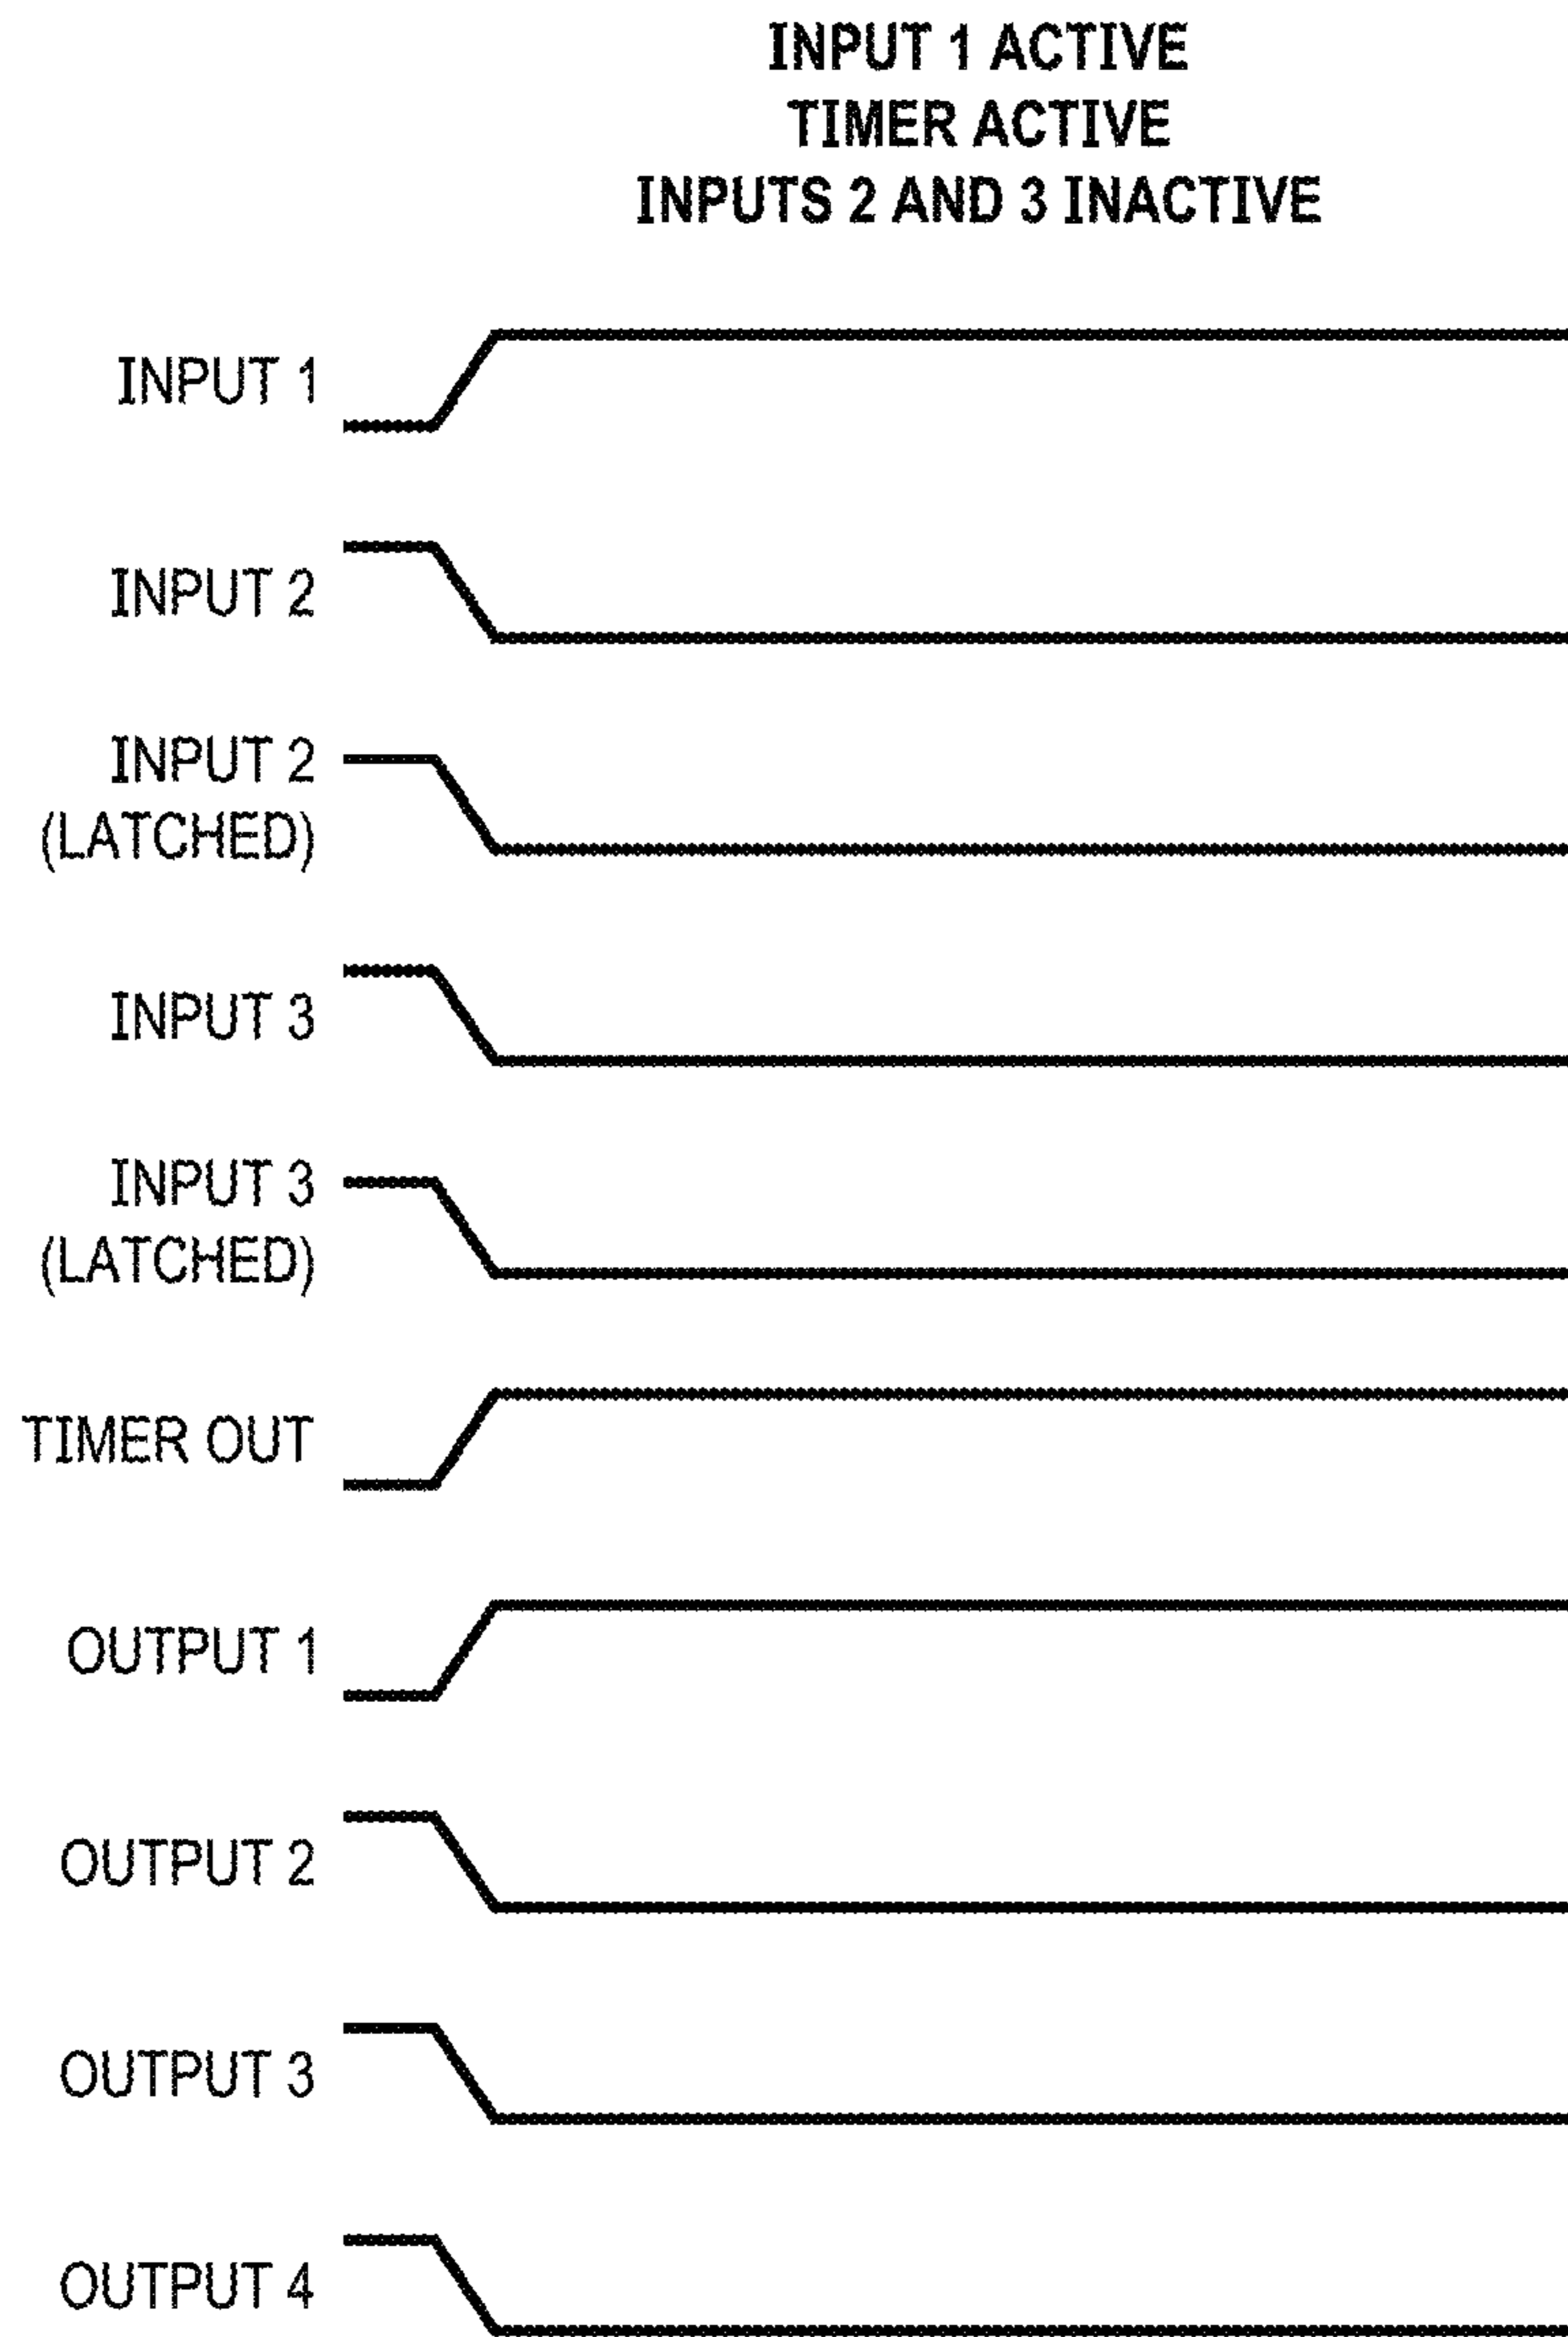 INPUT 1 ACTIVE
TIMER ACTIVE
INPUTS 2 AND 3 INACTIVE
INPUT 1
INPUT 2
INPUT 2
(LATCHED)
INPUT 3
INPUT 3
(LATCHED)
TIMER OUT
OUTPUT 1
OUTPUT 2
OUTPUT 3
OUTPUT 4